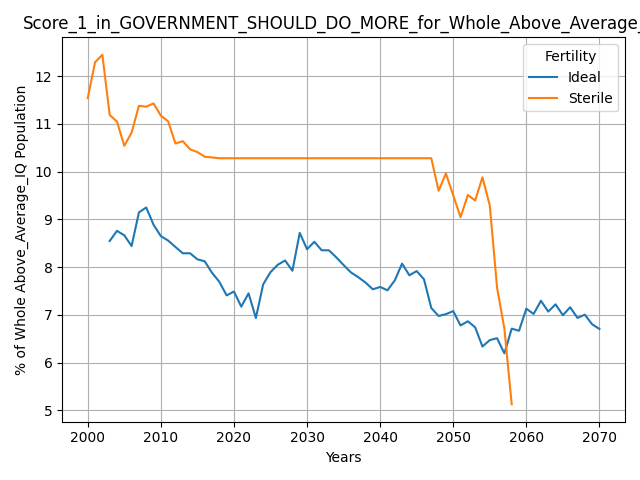 Score_1_in_GOVERNMENT_SHOULD_DO_MORE_for_Whole_Above_Average_
Fertility
Ideal
Sterile
% of Whole Above_Average_IQ Population
12
11
10
9
8
7
6
5
2000 2010 2020 2030 2040 2050 2060 2070
Years